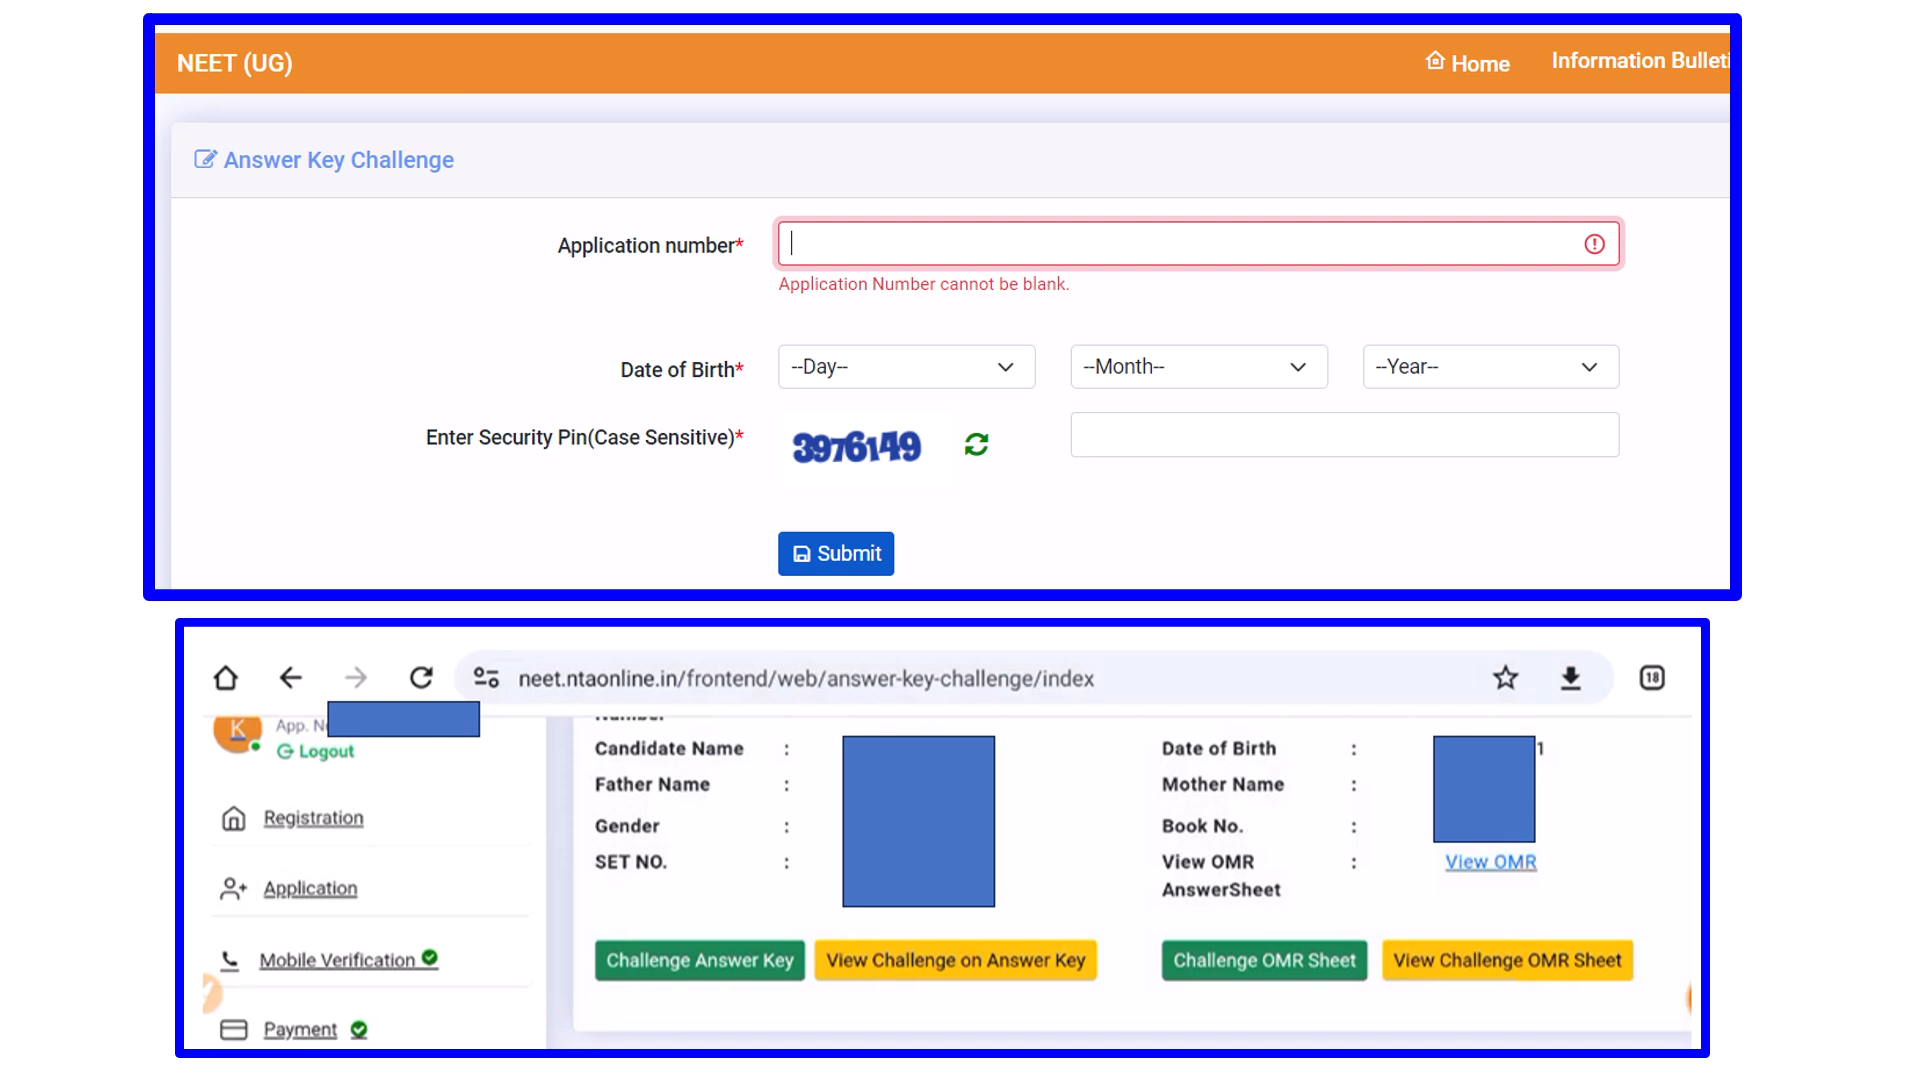 NEET (UG)
Home
Information Bulleti
Answer Key Challenge
Application number*
Application Number cannot be blank.
Date of Birth*
--Day--
--Month--
--Year--
Enter Security Pin(Case Sensitive)*
3976149
Submit
neet.ntaonline.in/frontend/web/answer-key-challenge/index
18
K
App. N
Logout
Registration
Application
Mobile Verification
Payment
Candidate Name :
Date of Birth : 1
Father Name :
Mother Name :
Gender :
Book No. :
SET NO. :
View OMR : View OMR
AnswerSheet
Challenge Answer Key
View Challenge on Answer Key
Challenge OMR Sheet
View Challenge OMR Sheet